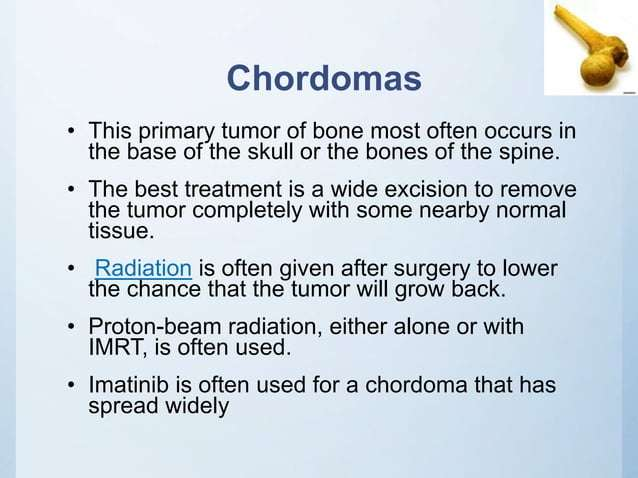 Chordomas
• This primary tumor of bone most often occurs in
the base of the skull or the bones of the spine.
• The best treatment is a wide excision to remove
the tumor completely with some nearby normal
tissue.
• Radiation is often given after surgery to lower
the chance that the tumor will grow back.
• Proton-beam radiation, either alone or with
IMRT, is often used.
• Imatinib is often used for a chordoma that has
spread widely